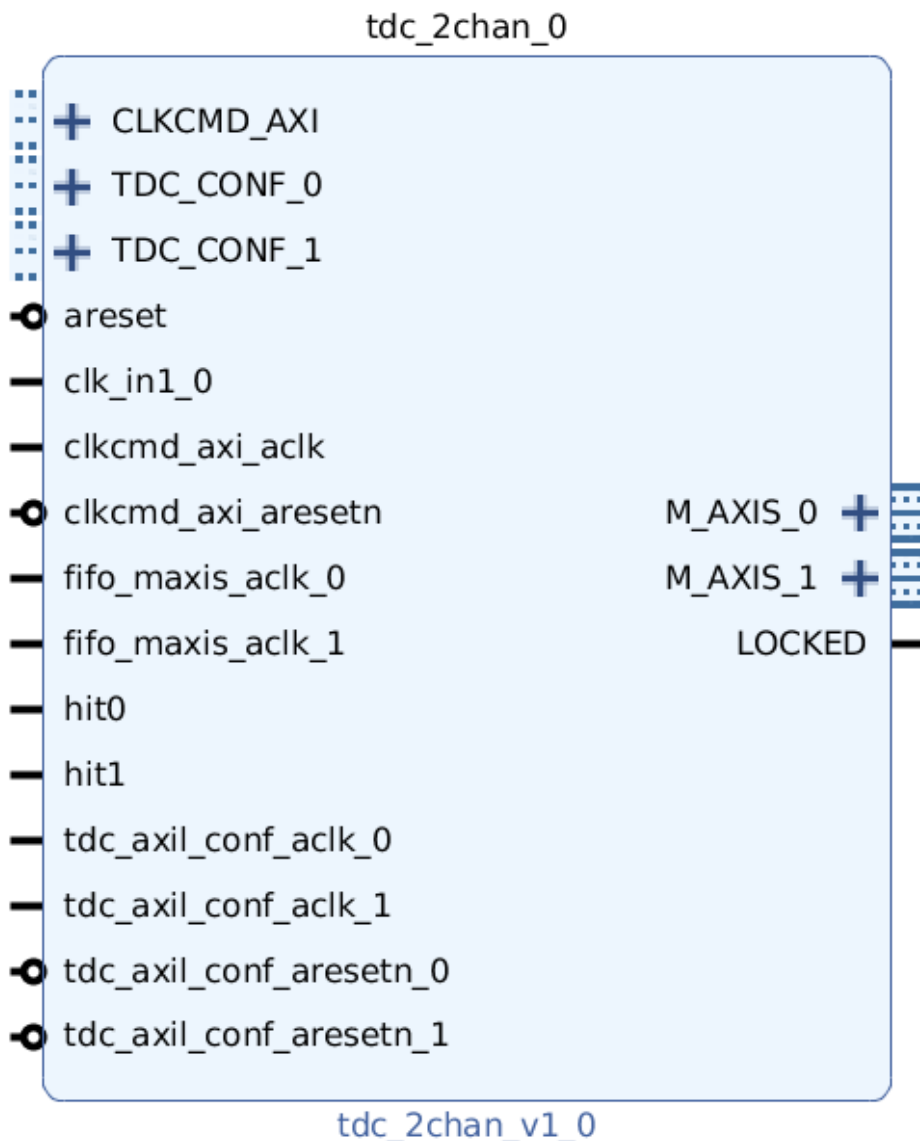 tdc_2chan_0
CLKCMD_AXI
TDC_CONF_0
TDC_CONF_1
areset
clk_in1_0
clkcmd_axi_aclk
clkcmd_axi_aresetn
M_AXIS_0
fifo_maxis_aclk_0
M_AXIS_1
fifo_maxis_aclk_1
LOCKED
hit0
hit1
tdc_axil_conf_aclk_0
tdc_axil_conf_aclk_1
tdc_axil_conf_aresetn_0
tdc_axil_conf_aresetn_1
tdc_2chan_v1_0